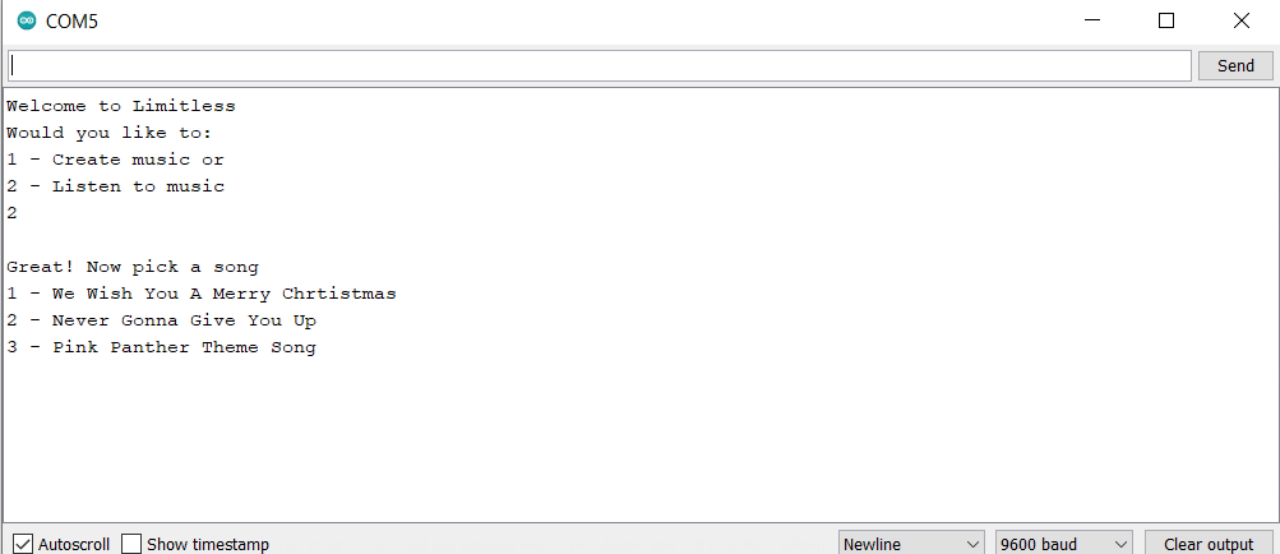 COM5
Send
Welcome to Limitless
Would you like to:
1 - Create music or
2 - Listen to music
2
Great! Now pick a song
1 - We Wish You A Merry Chrtistmas
2 - Never Gonna Give You Up
3 - Pink Panther Theme Song
Autoscroll Show timestamp Newline 9600 baud Clear output